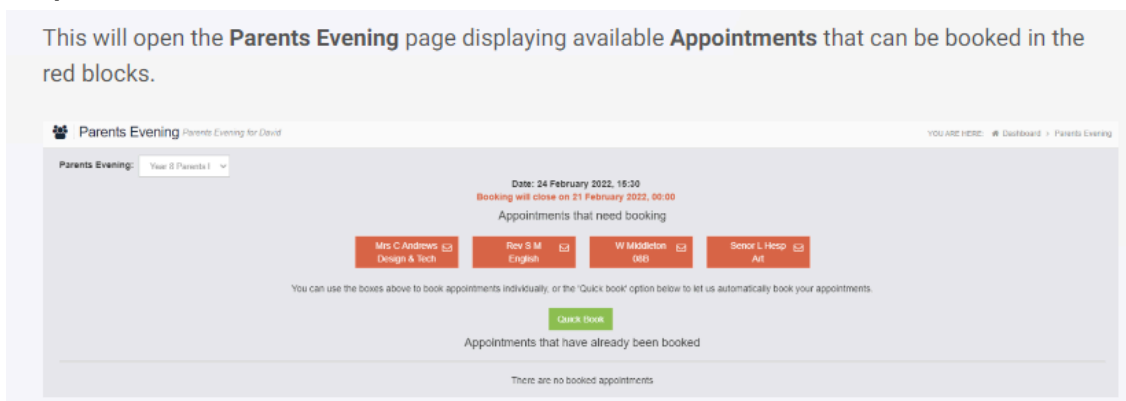 This will open the Parents Evening page displaying available Appointments that can be booked in the
red blocks.
Parents Evening Parents Evening for David
YOU ARE HERE: Dashboard > Parents Evening
Parents Evening: Year 8 Parents
Date: 24 February 2022, 15:30
Booking will close on 21 February 2022, 00:00
Appointments that need booking
Mrs C Andrews Rev S M W Middleton Senor L Hesp
Design & Tech English 08B Art
You can use the boxes above to book appointments individually, or the 'Quick book' option below to let us automatically book your appointments.
Quick Book
Appointments that have already been booked
There are no booked appointments